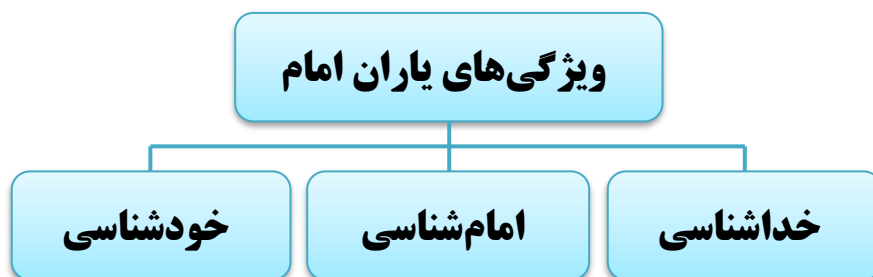 ویژگی‌های یاران امام
خداشناسی
امام‌شناسی
خودشناسی